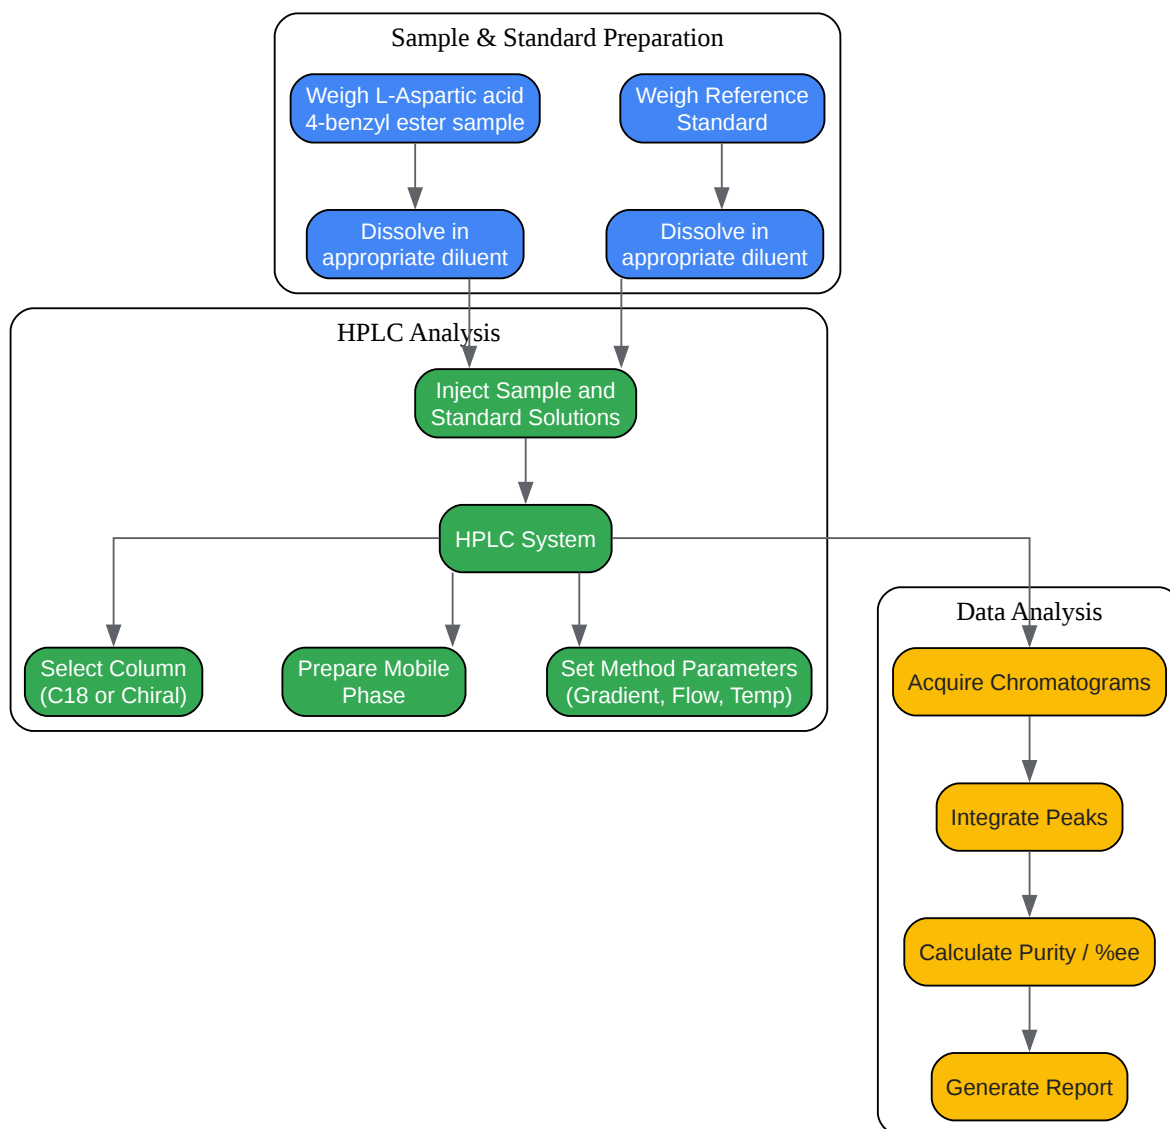 Sample & Standard Preparation
Weigh L-Aspartic acid
4-benzyl ester sample
Weigh Reference
Standard
Dissolve in
appropriate diluent
Dissolve in
appropriate diluent
HPLC Analysis
Inject Sample and
Standard Solutions
HPLC System
Select Column
(C18 or Chiral)
Prepare Mobile
Phase
Set Method Parameters
(Gradient, Flow, Temp)
Data Analysis
Acquire Chromatograms
Integrate Peaks
Calculate Purity / %ee
Generate Report